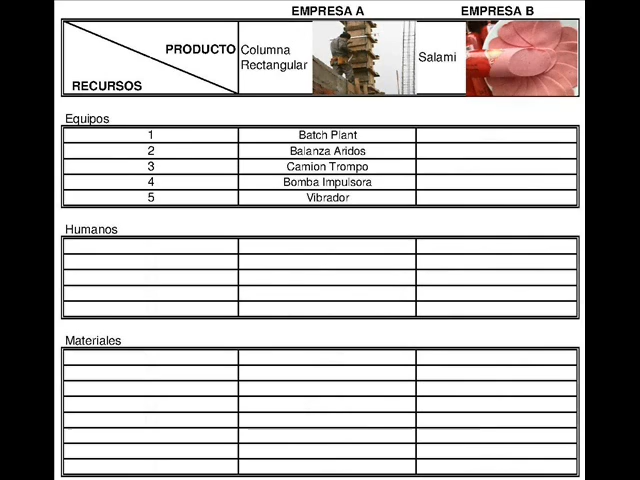 EMPRESA A EMPRESA B
PRODUCTO Columna Rectangular Salami
RECURSOS
Equipos
1 Batch Plant
2 Balanza Aridos
3 Camion Trompo
4 Bomba Impulsora
5 Vibrador
Humanos
Materiales